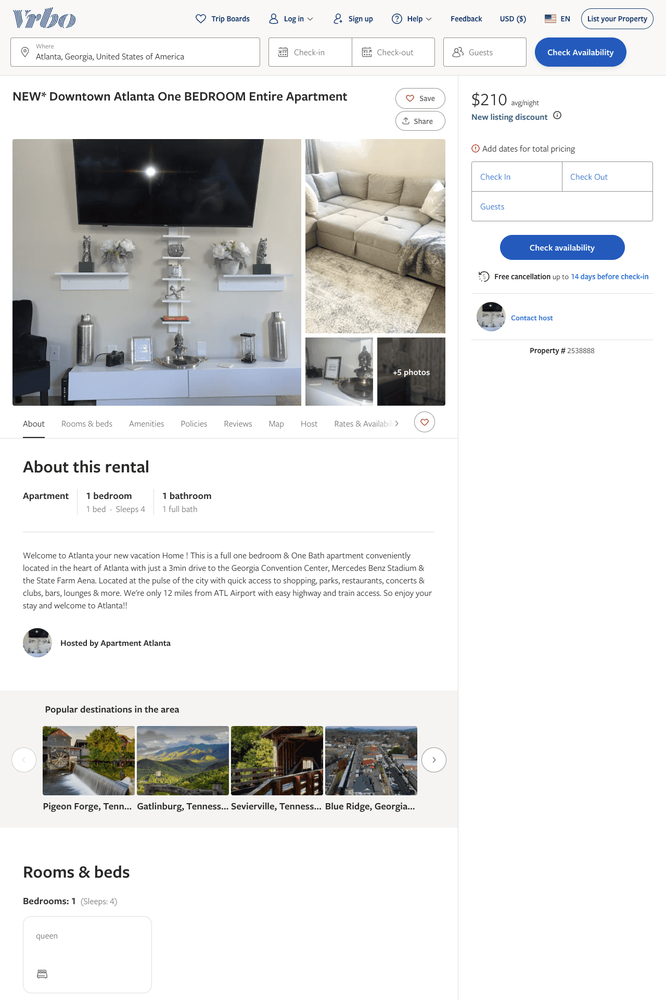 Vrbo
Trip Boards
Log in
Sign up
Help
Feedback
USD ($)
EN
List your Property
Where
Atlanta, Georgia, United States of America
Check-in
Check-out
Guests
Check Availability
NEW* Downtown Atlanta One BEDROOM Entire Apartment
Save
Share
+5 photos
$210 avg/night
New listing discount
Add dates for total pricing
Check In
Check Out
Guests
Check availability
Free cancellation up to 14 days before check-in
Contact host
Property # 2538888
About
Rooms & beds
Amenities
Policies
Reviews
Map
Host
Rates & Availabili
About this rental
Apartment
1 bedroom
1 bed · Sleeps 4
1 bathroom
1 full bath
Welcome to Atlanta your new vacation Home ! This is a full one bedroom & One Bath apartment conveniently
located in the heart of Atlanta with just a 3min drive to the Georgia Convention Center, Mercedes Benz Stadium &
the State Farm Aena. Located at the pulse of the city with quick access to shopping, parks, restaurants, concerts &
clubs, bars, lounges & more. We're only 12 miles from ATL Airport with easy highway and train access. So enjoy your
stay and welcome to Atlanta!!
Hosted by Apartment Atlanta
Popular destinations in the area
Pigeon Forge, Tenn...
Gatlinburg, Tenness...
Sevierville, Tenness...
Blue Ridge, Georgia...
Rooms & beds
Bedrooms: 1 (Sleeps: 4)
queen